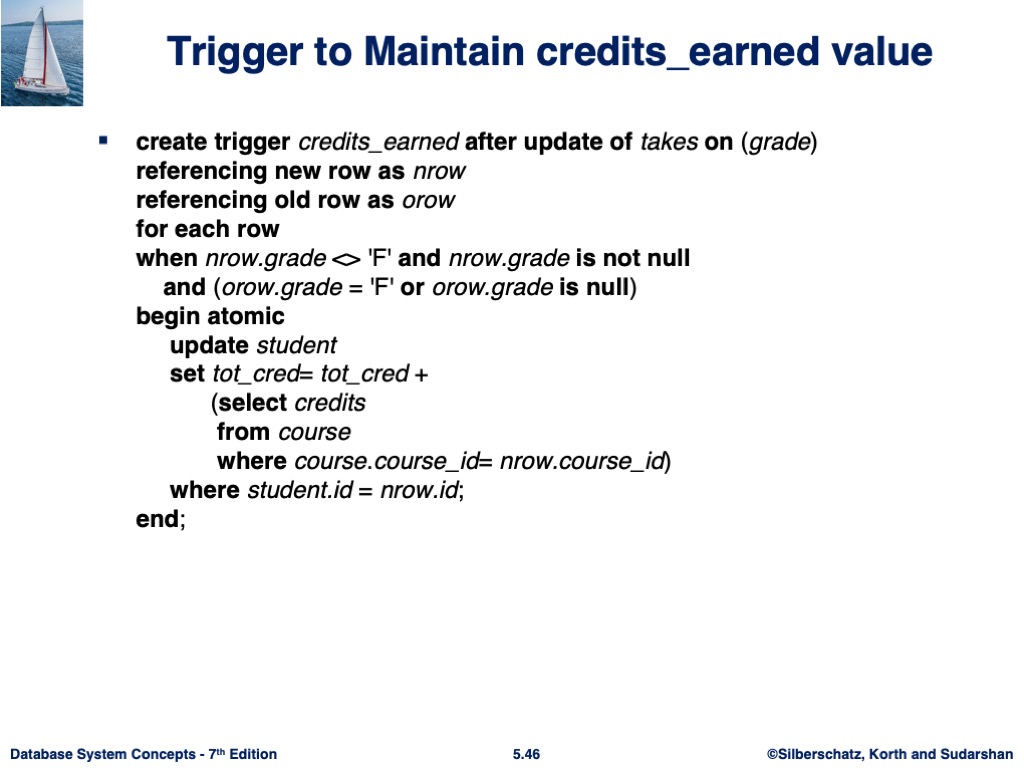 Trigger to Maintain credits_earned value
▪ create trigger credits_earned after update of takes on (grade)
referencing new row as nrow
referencing old row as orow
for each row
when nrow.grade <> 'F' and nrow.grade is not null
and (orow.grade = 'F' or orow.grade is null)
begin atomic
update student
set tot_cred= tot_cred +
(select credits
from course
where course.course_id= nrow.course_id)
where student.id = nrow.id;
end;
Database System Concepts - 7th Edition
5.46
©Silberschatz, Korth and Sudarshan